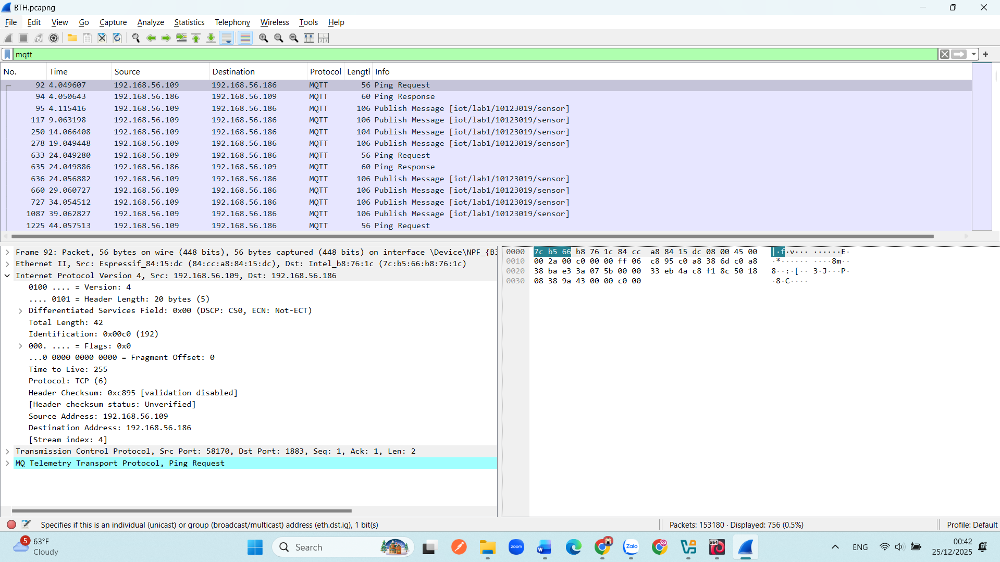 BTH.pcapng
File Edit View Go Capture Analyze Statistics Telephony Wireless Tools Help
mqtt
No. Time Source Destination Protocol Length Info
92 4.049607 192.168.56.109 192.168.56.186 MQTT 56 Ping Request
94 4.050643 192.168.56.186 192.168.56.109 MQTT 60 Ping Response
95 4.115416 192.168.56.109 192.168.56.186 MQTT 106 Publish Message [iot/lab1/10123019/sensor]
117 9.063198 192.168.56.109 192.168.56.186 MQTT 106 Publish Message [iot/lab1/10123019/sensor]
250 14.066408 192.168.56.109 192.168.56.186 MQTT 104 Publish Message [iot/lab1/10123019/sensor]
278 19.049448 192.168.56.109 192.168.56.186 MQTT 106 Publish Message [iot/lab1/10123019/sensor]
633 24.049280 192.168.56.109 192.168.56.186 MQTT 56 Ping Request
635 24.049886 192.168.56.186 192.168.56.109 MQTT 60 Ping Response
636 24.056882 192.168.56.109 192.168.56.186 MQTT 106 Publish Message [iot/lab1/10123019/sensor]
660 29.060727 192.168.56.109 192.168.56.186 MQTT 106 Publish Message [iot/lab1/10123019/sensor]
727 34.054512 192.168.56.109 192.168.56.186 MQTT 106 Publish Message [iot/lab1/10123019/sensor]
1087 39.062827 192.168.56.109 192.168.56.186 MQTT 106 Publish Message [iot/lab1/10123019/sensor]
1225 44.057513 192.168.56.109 192.168.56.186 MQTT 56 Ping Request
Frame 92: Packet, 56 bytes on wire (448 bits), 56 bytes captured (448 bits) on interface \Device\NPF_{B3
Ethernet II, Src: Espressif_84:15:dc (84:cc:a8:84:15:dc), Dst: Intel_b8:76:1c (7c:b5:66:b8:76:1c)
Internet Protocol Version 4, Src: 192.168.56.109, Dst: 192.168.56.186
0100 .... = Version: 4
.... 0101 = Header Length: 20 bytes (5)
Differentiated Services Field: 0x00 (DSCP: CS0, ECN: Not-ECT)
Total Length: 42
Identification: 0x00c0 (192)
000. .... = Flags: 0x0
...0 0000 0000 0000 = Fragment Offset: 0
Time to Live: 255
Protocol: TCP (6)
Header Checksum: 0xc895 [validation disabled]
[Header checksum status: Unverified]
Source Address: 192.168.56.109
Destination Address: 192.168.56.186
[Stream index: 4]
Transmission Control Protocol, Src Port: 58170, Dst Port: 1883, Seq: 1, Ack: 1, Len: 2
MQ Telemetry Transport Protocol, Ping Request
0000 7c b5 66 b8 76 1c 84 cc a8 84 15 dc 08 00 45 00 |·f·v··· ······E·
0010 00 2a 00 c0 00 00 ff 06 c8 95 c0 a8 38 6d c0 a8 ·*······ ····8m··
0020 38 ba e3 3a 07 5b 00 00 33 eb 4a c8 f1 8c 50 18 8··:·[·· 3·J···P·
0030 08 38 9a 43 00 00 c0 00 ·8·C····
Specifies if this is an individual (unicast) or group (broadcast/multicast) address (eth.dst.ig), 1 bit(s)
Packets: 153180 · Displayed: 756 (0.5%)
Profile: Default
5 63°F
Cloudy
Search
zoom
W
Zalo
X64
ENG
00:42
25/12/2025